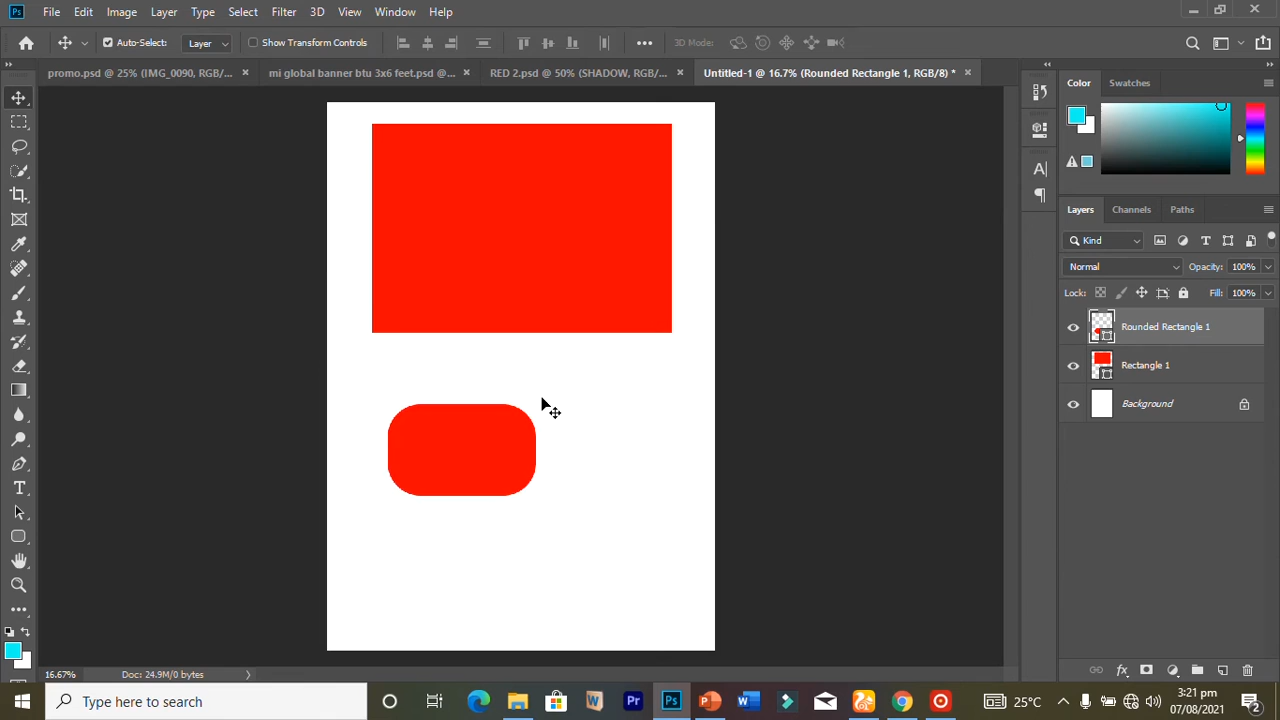 Ps File Edit Image Layer Type Select Filter 3D View Window Help
Auto-Select: Layer Show Transform Controls 3D Mode:
promo.psd @ 25% (IMG_0090, RGB/... × mi global banner btu 3x6 feet.psd @... × RED 2.psd @ 50% (SHADOW, RGB/... × Untitled-1 @ 16.7% (Rounded Rectangle 1, RGB/8) * ×
Color Swatches
Layers Channels Paths
Kind
Normal Opacity: 100%
Lock: Fill: 100%
Rounded Rectangle 1
Rectangle 1
Background
16.67% Doc: 24.9M/0 bytes
Type here to search
25°C
3:21 pm
07/08/2021
2